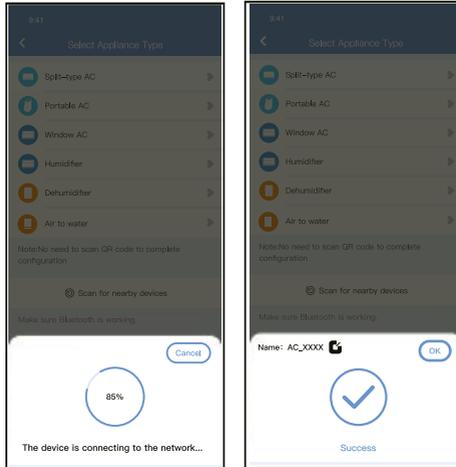 9:41
Select Appliance Type
Split-type AC
Portable AC
Window AC
Humidifier
Dehumidifier
Air to water
Note:No need to scan QR code to complete
configuration
Scan for nearby devices
Make sure Bluetooth is working.
Cancel
85%
The device is connecting to the network...
9:41
Select Appliance Type
Split-type AC
Portable AC
Window AC
Humidifier
Dehumidifier
Air to water
Note:No need to scan QR code to complete
configuration
Scan for nearby devices
Make sure Bluetooth is working.
Name: AC_XXXX
OK
Success